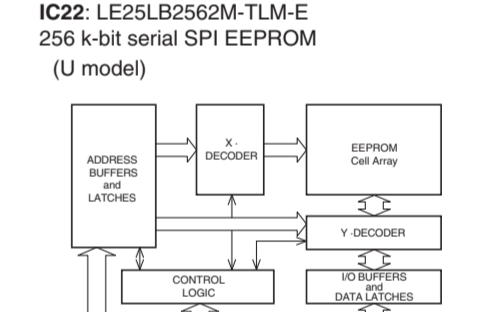 IC22: LE25LB2562M-TLM-E
256 k-bit serial SPI EEPROM
(U model)
ADDRESS
BUFFERS
and
LATCHES
X -
DECODER
EEPROM
Cell Array
Y -DECODER
CONTROL
LOGIC
I/O BUFFERS
and
DATA LATCHES